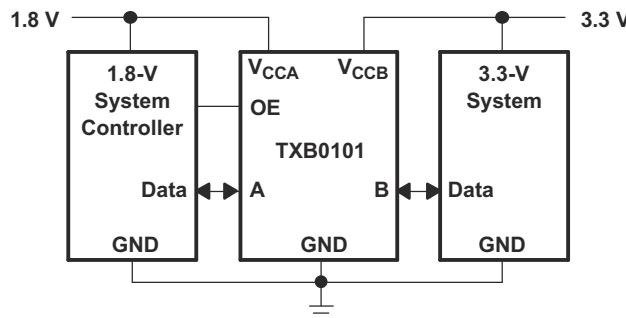 1.8 V
3.3 V
1.8-V
System
Controller
Data
GND
VCCA
VCCB
OE
TXB0101
A
B
GND
3.3-V
System
Data
GND